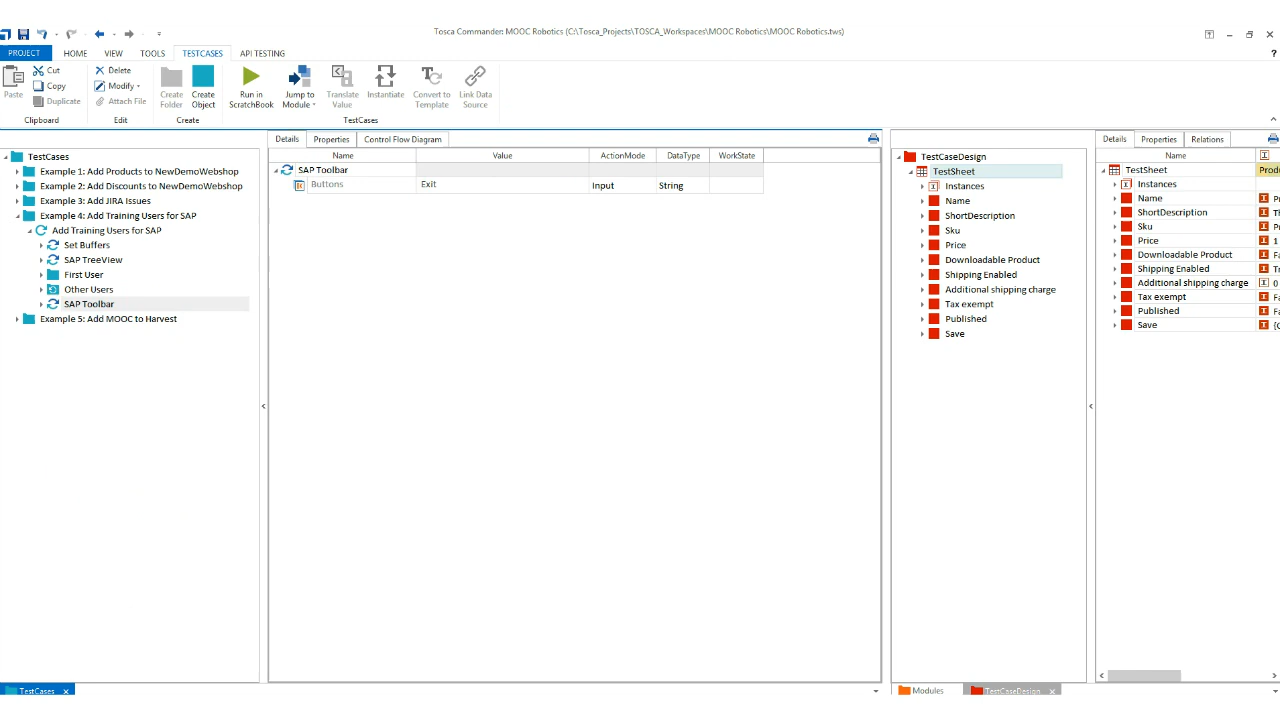 Tosca Commander: MOOC Robotics (C:\Tosca_Projects\TOSCA_Workspaces\MOOC Robotics\MOOC Robotics.tws)
PROJECT HOME VIEW TOOLS TESTCASES API TESTING ?
Paste Cut Copy Duplicate
Delete Modify Attach File
Create Folder Create Object
Run in ScratchBook Jump to Module Translate Value Instantiate Convert to Template Link Data Source
Clipboard Edit Create TestCases
TestCases
Example 1: Add Products to NewDemoWebshop
Example 2: Add Discounts to NewDemoWebshop
Example 3: Add JIRA Issues
Example 4: Add Training Users for SAP
Add Training Users for SAP
Set Buffers
SAP TreeView
First User
Other Users
SAP Toolbar
Example 5: Add MOOC to Harvest
TestCases x
Details Properties Control Flow Diagram
Name Value ActionMode DataType WorkState
SAP Toolbar
Buttons Exit Input String
TestCaseDesign
TestSheet
Instances
Name
ShortDescription
Sku
Price
Downloadable Product
Shipping Enabled
Additional shipping charge
Tax exempt
Published
Save
Modules TestCaseDesign x
Details Properties Relations
Name
TestSheet Prod
Instances
Name
ShortDescription
Sku
Price 1
Downloadable Product Fa
Shipping Enabled
Additional shipping charge 0
Tax exempt Fa
Published Fa
Save